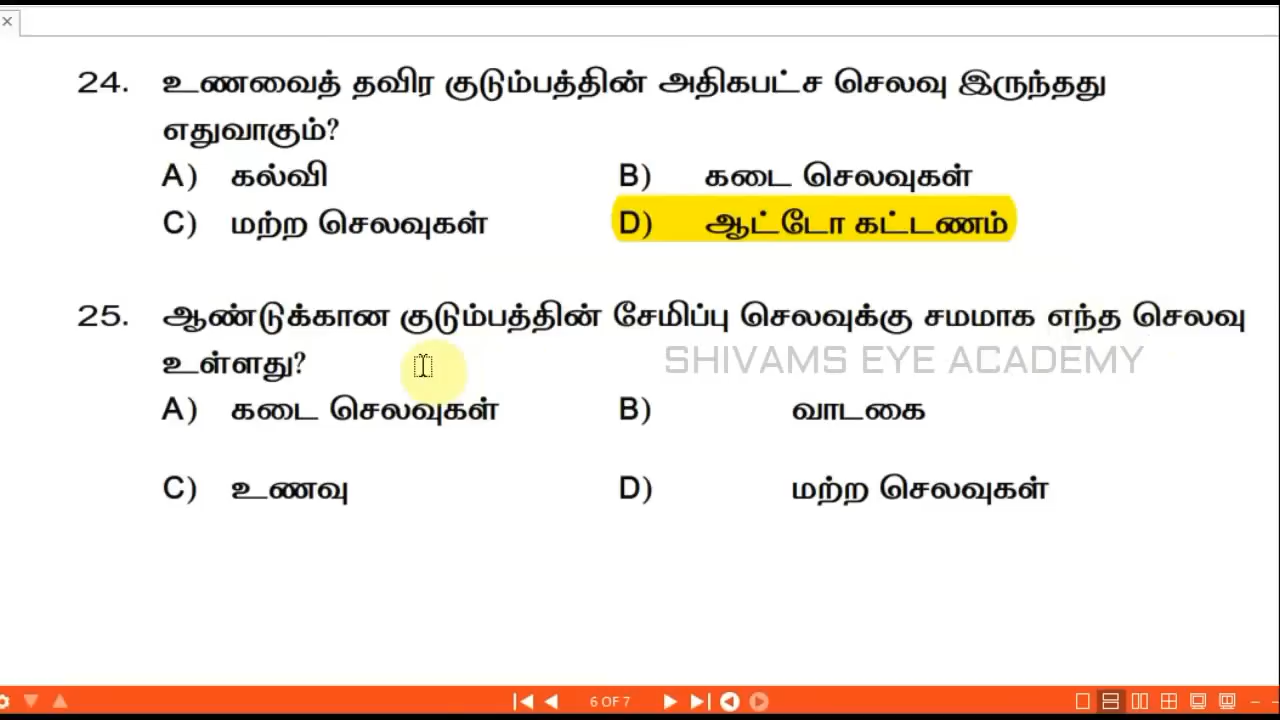 24. உணவைத் தவிர குடும்பத்தின் அதிகபட்ச செலவு இருந்தது
எதுவாகும்?
A) கல்வி B) கடை செலவுகள்
C) மற்ற செலவுகள் D) ஆட்டோ கட்டணம்
25. ஆண்டுக்கான குடும்பத்தின் சேமிப்பு செலவுக்கு சமமாக எந்த செலவு
உள்ளது?
SHIVAMS EYE ACADEMY
A) கடை செலவுகள் B) வாடகை
C) உணவு D) மற்ற செலவுகள்
6 OF 7